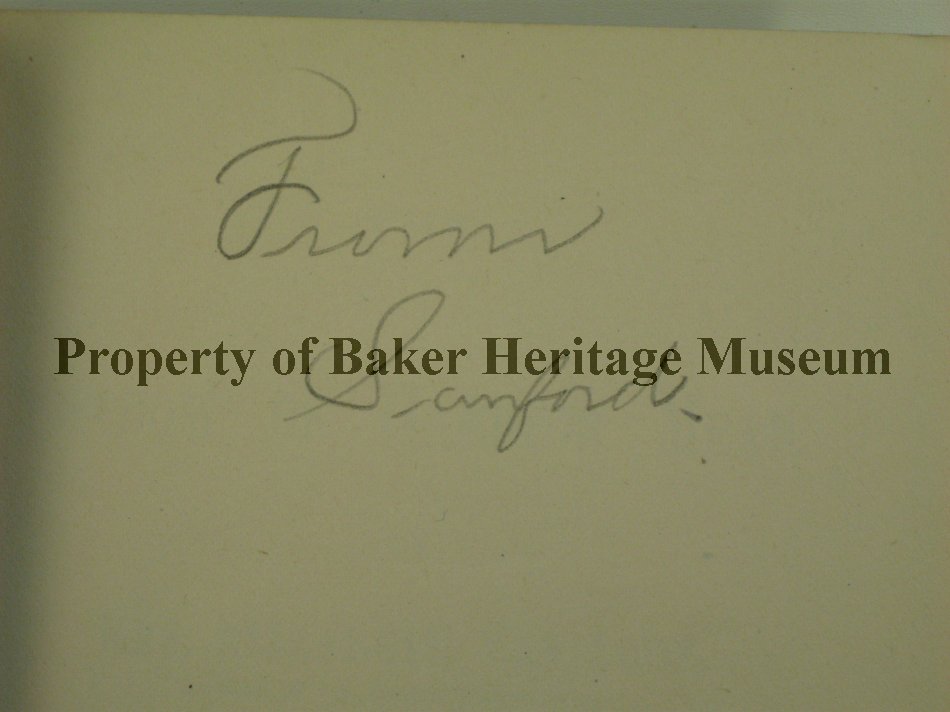 From
Property of Baker Heritage Museum
Sanford.